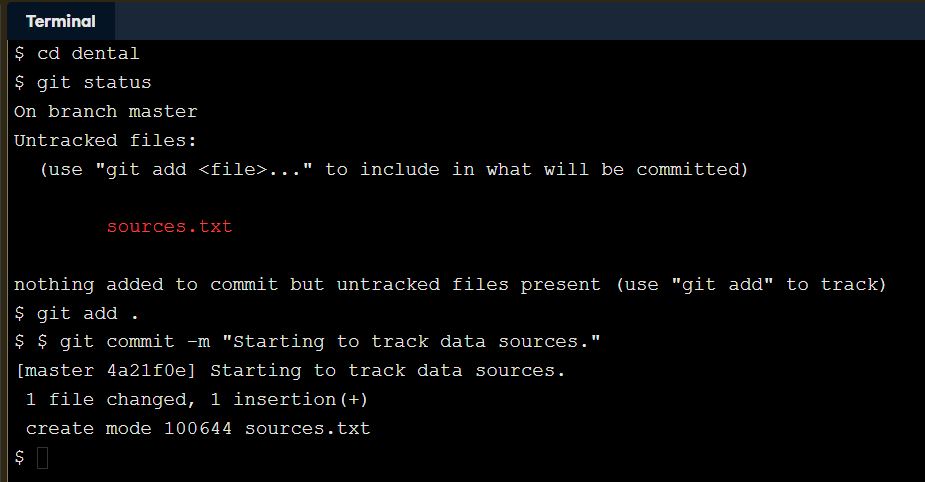 Terminal
$ cd dental
$ git status
On branch master
Untracked files:
  (use "git add <file>..." to include in what will be committed)

        sources.txt

nothing added to commit but untracked files present (use "git add" to track)
$ git add .
$ $ git commit -m "Starting to track data sources."
[master 4a21f0e] Starting to track data sources.
 1 file changed, 1 insertion(+)
 create mode 100644 sources.txt
$